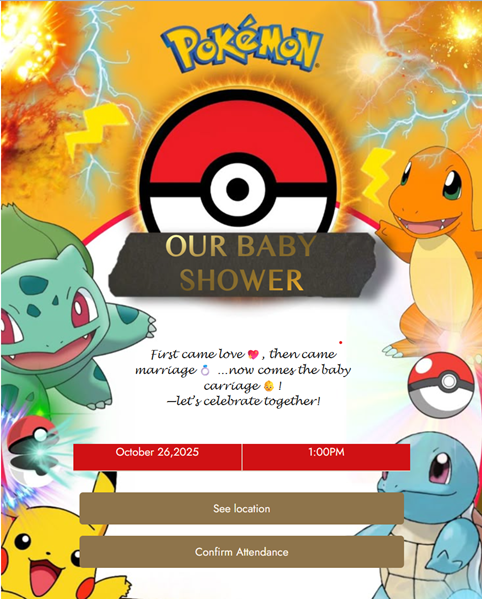 POKéMON
OUR BABY
SHOWER
First came love 💖 , then came
marriage 💍 ...now comes the baby
carriage 👶 !
—let's celebrate together!
October 26,2025 1:00PM
See location
Confirm Attendance